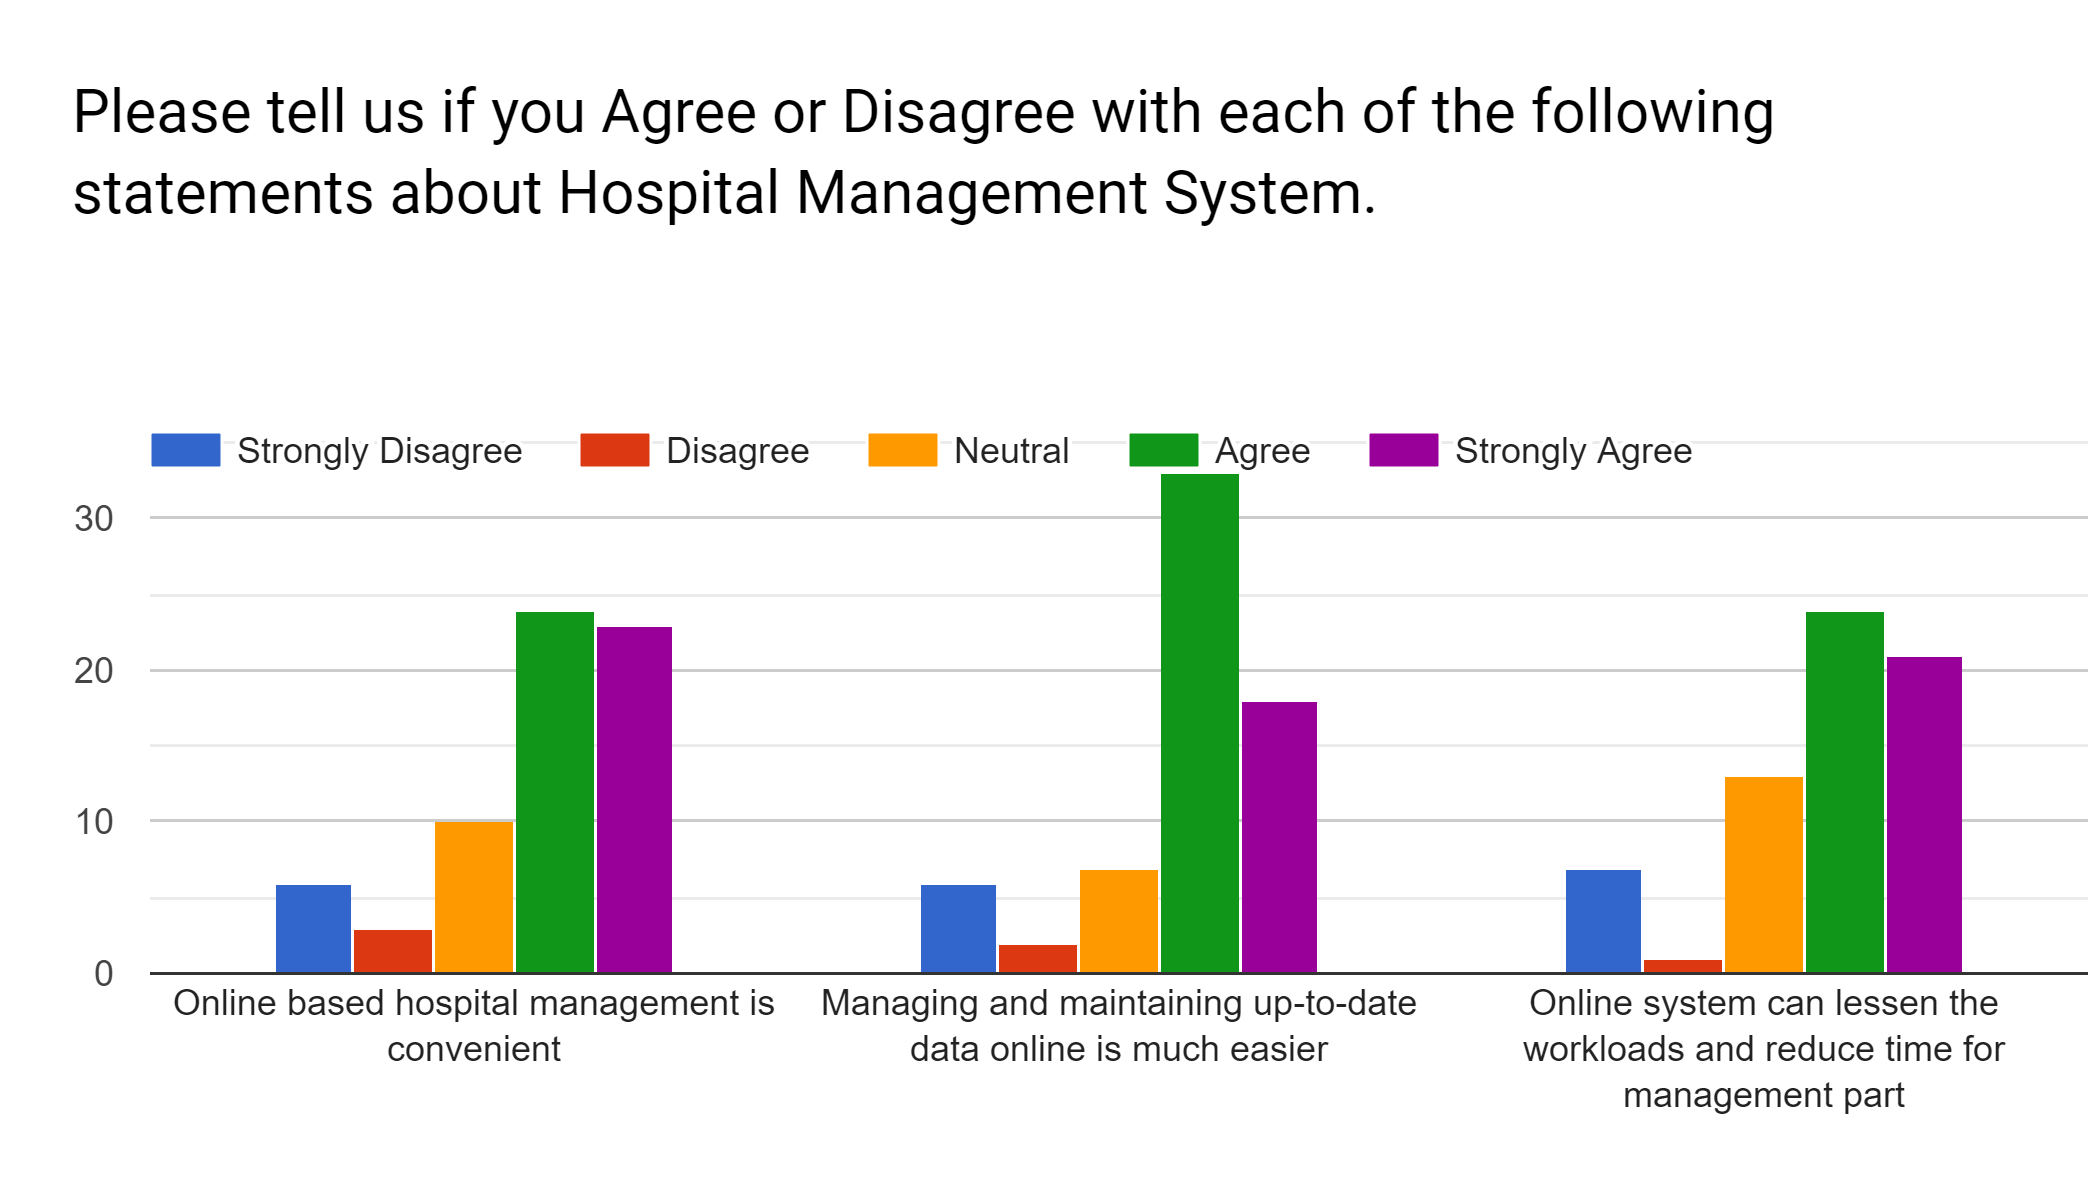 Please tell us if you Agree or Disagree with each of the following
statements about Hospital Management System.
Strongly Disagree Disagree Neutral Agree Strongly Agree
30
20
10
0
Online based hospital management is
convenient
Managing and maintaining up-to-date
data online is much easier
Online system can lessen the
workloads and reduce time for
management part